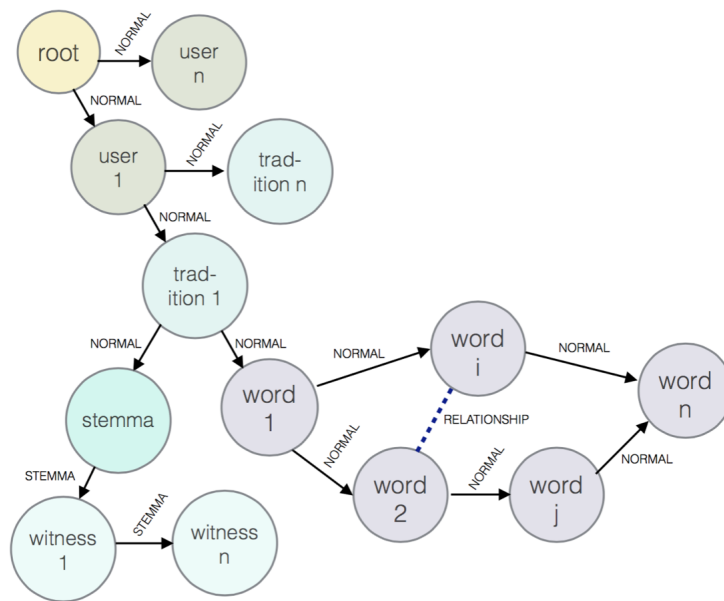 root
NORMAL
user
n
NORMAL
user
1
NORMAL
trad-
ition n
NORMAL
trad-
ition 1
NORMAL
NORMAL
stemma
word
1
NORMAL
word
i
NORMAL
word
n
RELATIONSHIP
NORMAL
word
2
NORMAL
word
j
NORMAL
STEMMA
witness
1
STEMMA
witness
n